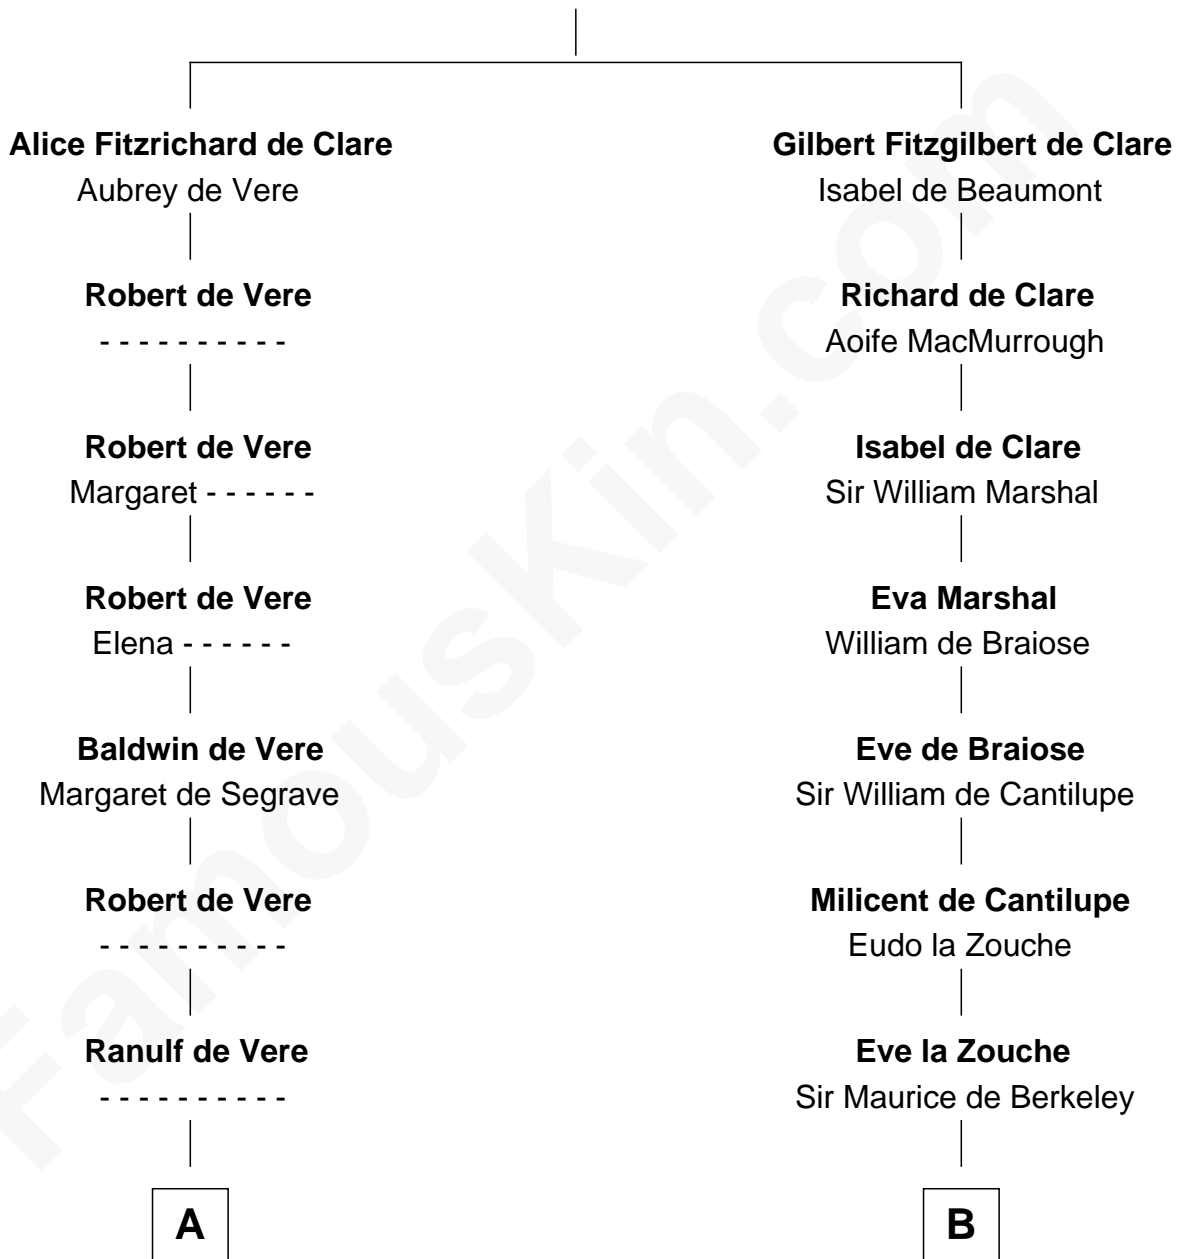 Alice Fitzrichard de Clare
Aubrey de Vere
Robert de Vere
- - - - - - - - - -
Robert de Vere
Margaret - - - - - -
Robert de Vere
Elena - - - - - -
Baldwin de Vere
Margaret de Segrave
Robert de Vere
- - - - - - - - - -
Ranulf de Vere
- - - - - - - - - -
A
Gilbert Fitzgilbert de Clare
Isabel de Beaumont
Richard de Clare
Aoife MacMurrough
Isabel de Clare
Sir William Marshal
Eva Marshal
William de Braiose
Eve de Braiose
Sir William de Cantilupe
Milicent de Cantilupe
Eudo la Zouche
Eve la Zouche
Sir Maurice de Berkeley
B
FamousKin.com